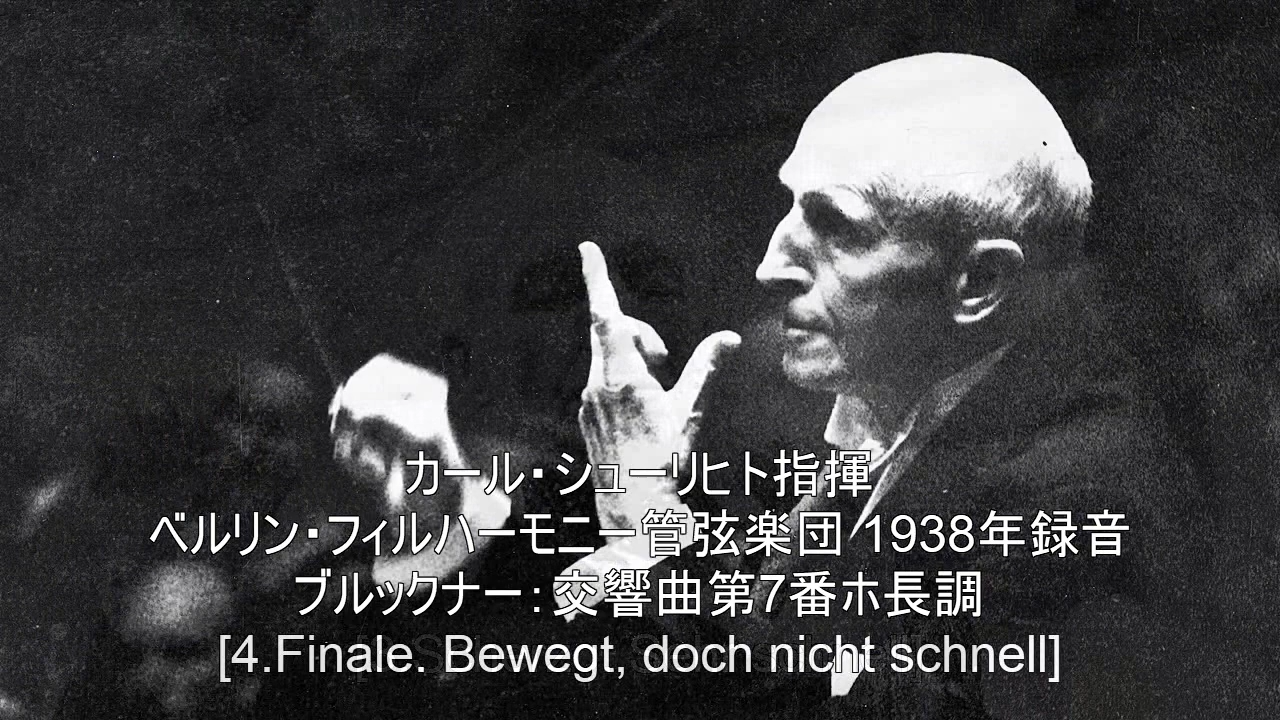 カール・シューリヒト指揮
ベルリン・フィルハーモニー管弦楽団 1938年録音
ブルックナー：交響曲第7番ホ長調
[4.Finale. Bewegt, doch nicht schnell]